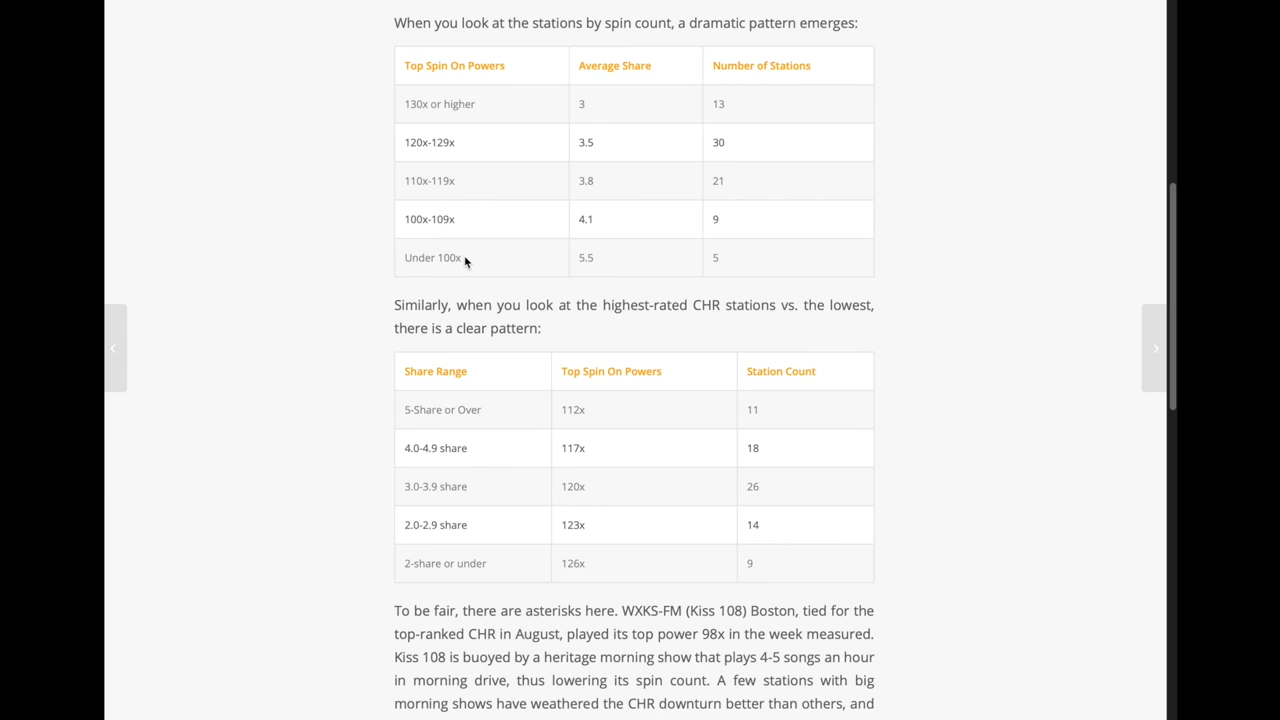 When you look at the stations by spin count, a dramatic pattern emerges:
Top Spin On Powers Average Share Number of Stations
130x or higher 3 13
120x-129x 3.5 30
110x-119x 3.8 21
100x-109x 4.1 9
Under 100x 5.5 5
Similarly, when you look at the highest-rated CHR stations vs. the lowest,
there is a clear pattern:
Share Range Top Spin On Powers Station Count
5-Share or Over 112x 11
4.0-4.9 share 117x 18
3.0-3.9 share 120x 26
2.0-2.9 share 123x 14
2-share or under 126x 9
To be fair, there are asterisks here. WXKS-FM (Kiss 108) Boston, tied for the
top-ranked CHR in August, played its top power 98x in the week measured.
Kiss 108 is buoyed by a heritage morning show that plays 4-5 songs an hour
in morning drive, thus lowering its spin count. A few stations with big
morning shows have weathered the CHR downturn better than others, and